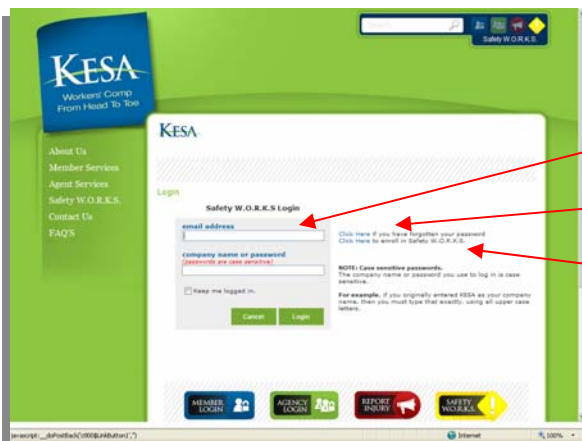 Search
Safety W.O.R.K.S.
KESA
Workers' Comp
From Head To Toe
About Us
Member Services
Agent Services
Safety W.O.R.K.S.
Contact Us
FAQ'S
KESA
Login
Safety W.O.R.K.S Login
email address
company name or password
(passwords are case sensitive)
Keep me logged in.
Cancel
Login
Click Here if you have forgotten your password
Click Here to enroll in Safety W.O.R.K.S.
NOTE: Case sensitive passwords.
The company name or password you use to log in is case
sensitive.
For example, if you originally entered KESA as your company
name, then you must type that exactly, using all upper case
letters.
MEMBER
LOGIN
AGENCY
LOGIN
REPORT
INJURY
SAFETY
W.O.R.K.S.
javascript:__doPostBack('ctl00$LinkButton1','')
Internet
100%